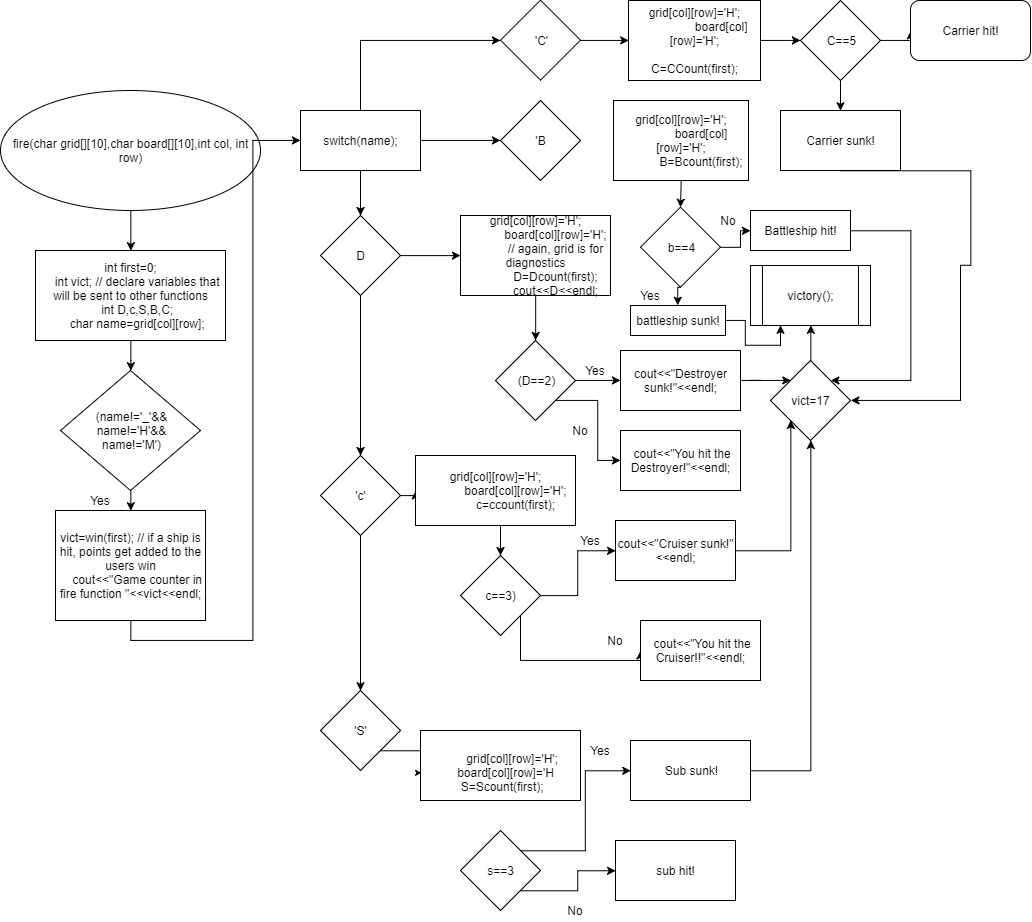 fire(char grid[][10],char board[][10],int col, int
row)
int first=0;
int vict; // declare variables that
will be sent to other functions
int D,c,S,B,C;
char name=grid[col][row];
(name!='_'&&
name!='H'&&
name!='M')
Yes
vict=win(first); // if a ship is
hit, points get added to the
users win
cout<<"Game counter in
fire function "<<vict<<endl;
switch(name);
'C'
grid[col][row]='H';
board[col]
[row]='H';
C=CCount(first);
C==5
Carrier hit!
Carrier sunk!
'B
grid[col][row]='H';
board[col]
[row]='H';
B=Bcount(first);
b==4
No
Battleship hit!
Yes
battleship sunk!
victory();
D
grid[col][row]='H';
board[col][row]='H';
// again, grid is for
diagnostics
D=Dcount(first);
cout<<D<<endl;
(D==2)
Yes
cout<<"Destroyer
sunk!"<<endl;
No
cout<<"You hit the
Destroyer!"<<endl;
vict=17
'c'
grid[col][row]='H';
board[col][row]='H';
c=ccount(first);
c==3)
Yes
cout<<"Cruiser sunk!"
<<endl;
No
cout<<"You hit the
Cruiser!!"<<endl;
'S'
grid[col][row]='H';
board[col][row]='H
S=Scount(first);
Yes
Sub sunk!
s==3
No
sub hit!